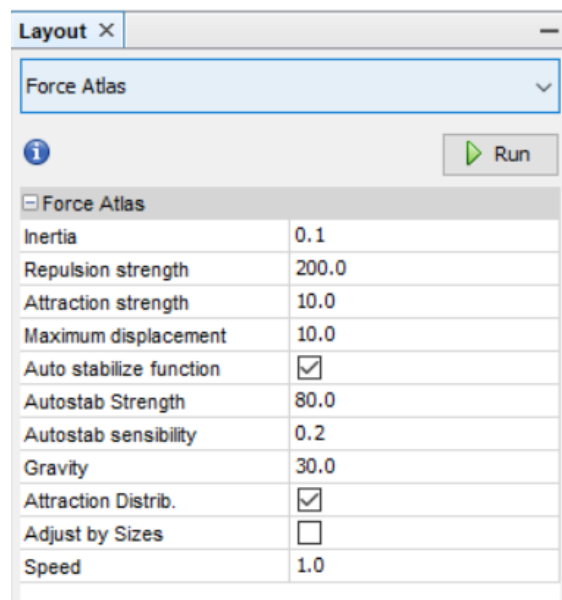 Layout
Force Atlas
Run
Force Atlas
Inertia 0.1
Repulsion strength 200.0
Attraction strength 10.0
Maximum displacement 10.0
Auto stabilize function
Autostab Strength 80.0
Autostab sensibility 0.2
Gravity 30.0
Attraction Distrib.
Adjust by Sizes
Speed 1.0